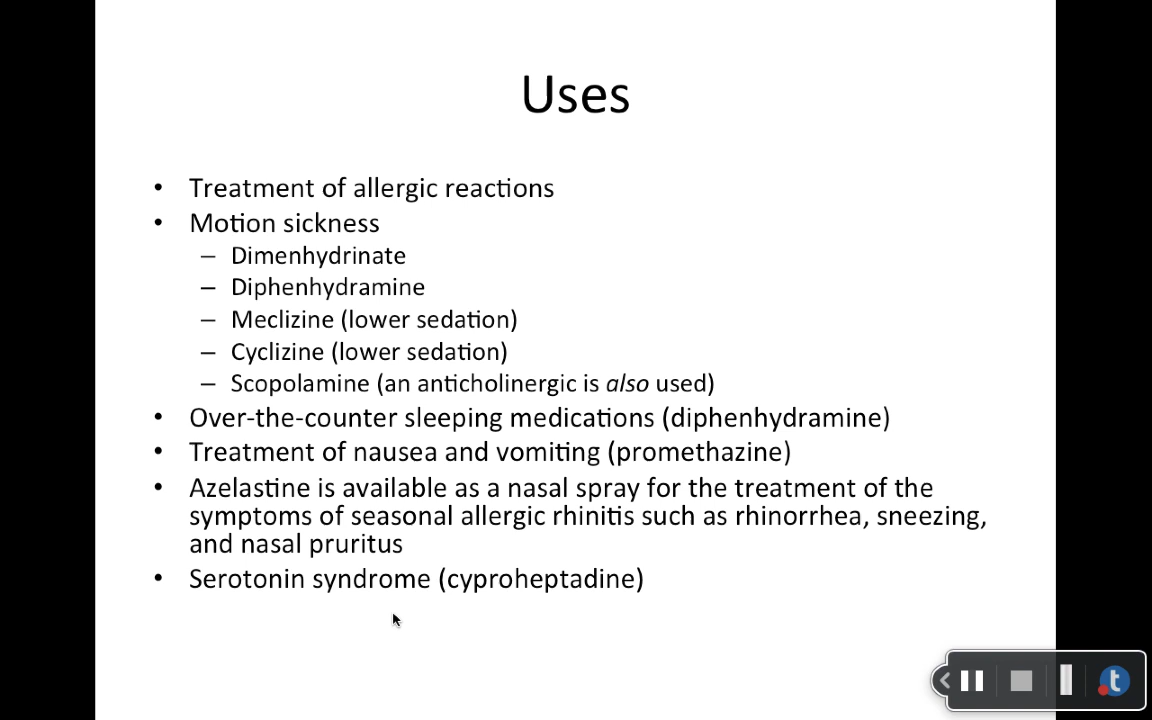 Uses
• Treatment of allergic reactions
• Motion sickness
– Dimenhydrinate
– Diphenhydramine
– Meclizine (lower sedation)
– Cyclizine (lower sedation)
– Scopolamine (an anticholinergic is also used)
• Over-the-counter sleeping medications (diphenhydramine)
• Treatment of nausea and vomiting (promethazine)
• Azelastine is available as a nasal spray for the treatment of the
symptoms of seasonal allergic rhinitis such as rhinorrhea, sneezing,
and nasal pruritus
• Serotonin syndrome (cyproheptadine)
t